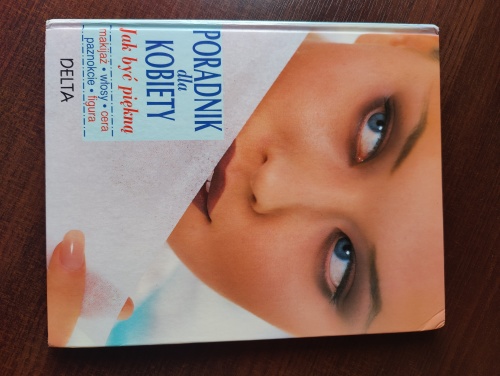 PORADNIK
dla
KOBIETY
Jak być piękną
makijaż • włosy • cera
paznokcie • figura
DELTA